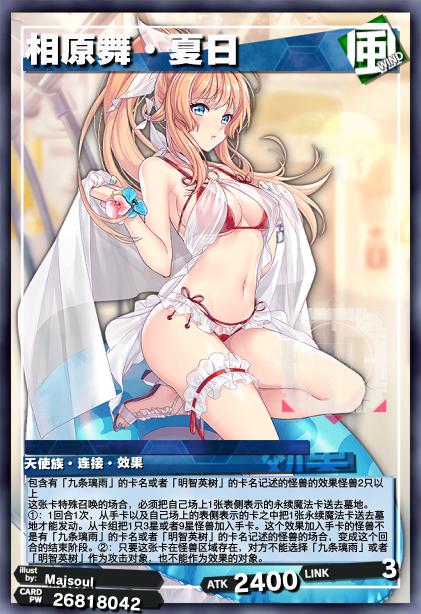 相原舞・夏日
風
WIND
天使族・连接・效果
包含有「九条璃雨」的卡名或者「明智英树」的卡名记述的怪兽的效果怪兽2只以
上
这张卡特殊召唤的场合，必须把自己场上1张表侧表示的永续魔法卡送去墓地。
①：1回合1次，从手卡以及自己场上的表侧表示的卡之中把1张永续魔法卡送去墓
地才能发动。从卡组把1只3星或者9星怪兽加入手卡。这个效果加入手卡的怪兽不
是有「九条璃雨」的卡名或者「明智英树」的卡名记述的怪兽的场合，变成这个回
合的结束阶段。②：只要这张卡在怪兽区域存在，对方不能选择「九条璃雨」或者「
明智英树」作为攻击对象，也不能作为效果的对象。
illust by: Majsoul
CARD PW 26818042
ATK 2400 LINK 3